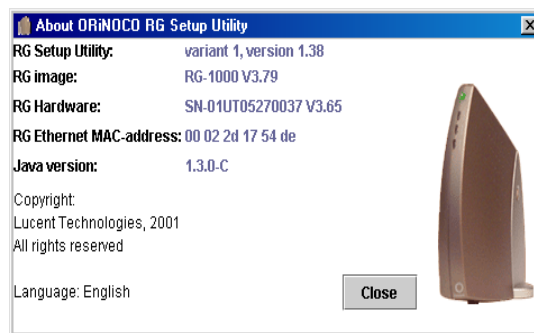 About ORiNOCO RG Setup Utility
RG Setup Utility: variant 1, version 1.38
RG image: RG-1000 V3.79
RG Hardware: SN-01UT05270037 V3.65
RG Ethernet MAC-address: 00 02 2d 17 54 de
Java version: 1.3.0-C
Copyright:
Lucent Technologies, 2001
All rights reserved
Language: English
Close